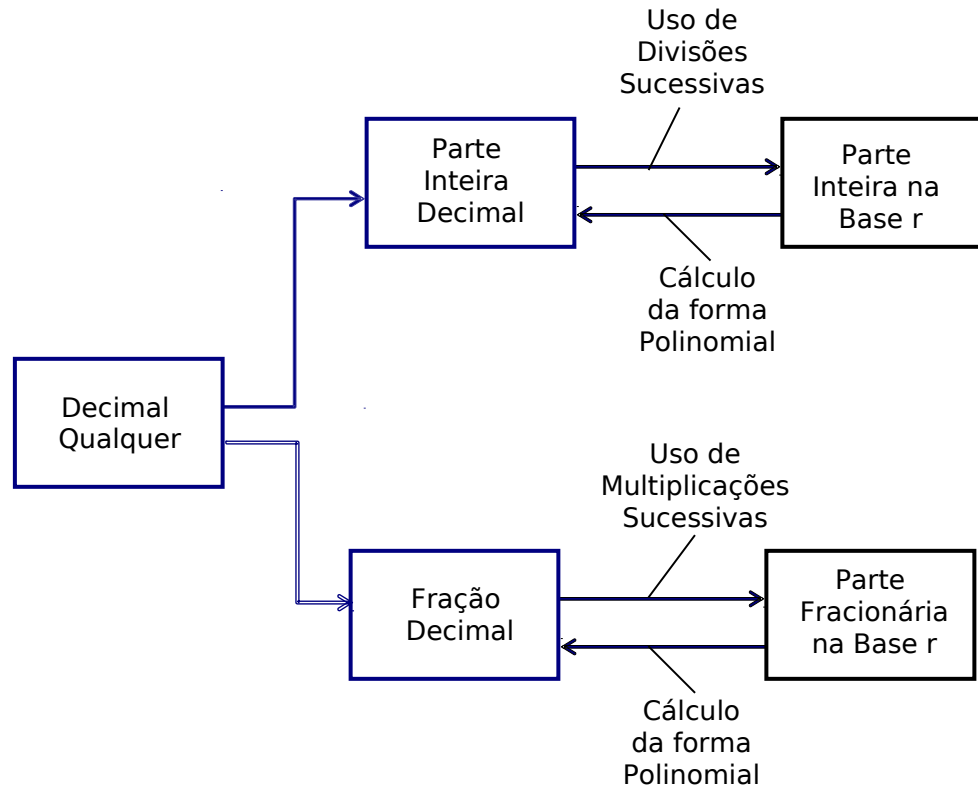 Uso de
Divisões
Sucessivas
Parte
Inteira
Decimal
Parte
Inteira na
Base r
Cálculo
da forma
Polinomial
Decimal
Qualquer
Uso de
Multiplicações
Sucessivas
Fração
Decimal
Parte
Fracionária
na Base r
Cálculo
da forma
Polinomial